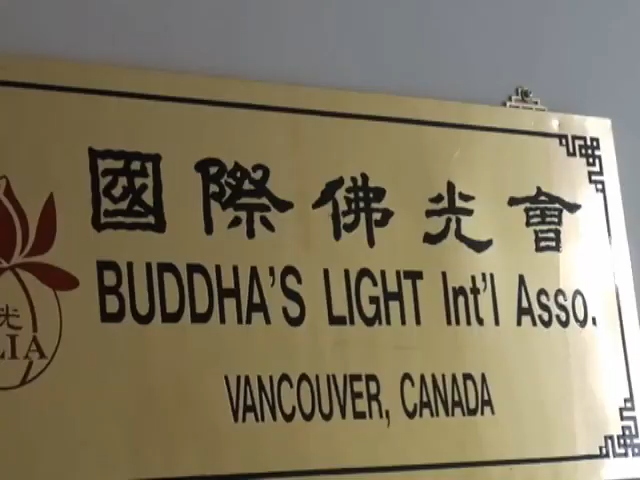 國際佛光會
BUDDHA'S LIGHT Int'l Asso.
VANCOUVER, CANADA
光
LIA